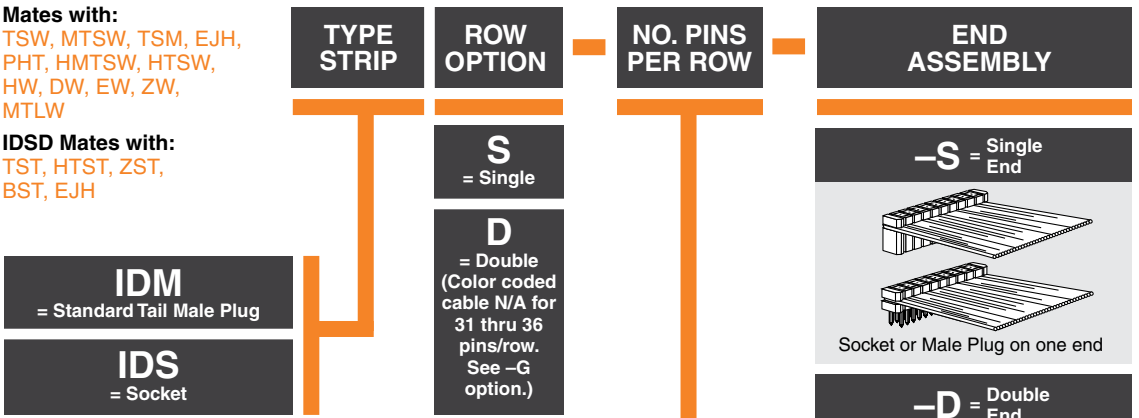 Mates with:
TSW, MTSW, TSM, EJH,
PHT, HMTSW, HTSW,
HW, DW, EW, ZW,
MTLW
IDSD Mates with:
TST, HTST, ZST,
BST, EJH
TYPE
STRIP
IDM
= Standard Tail Male Plug
IDS
= Socket
ROW
OPTION
S
= Single
D
= Double
(Color coded
cable N/A for
31 thru 36
pins/row.
See –G
option.)
NO. PINS
PER ROW
END
ASSEMBLY
–S = Single
End
Socket or Male Plug on one end
–D = Double
End